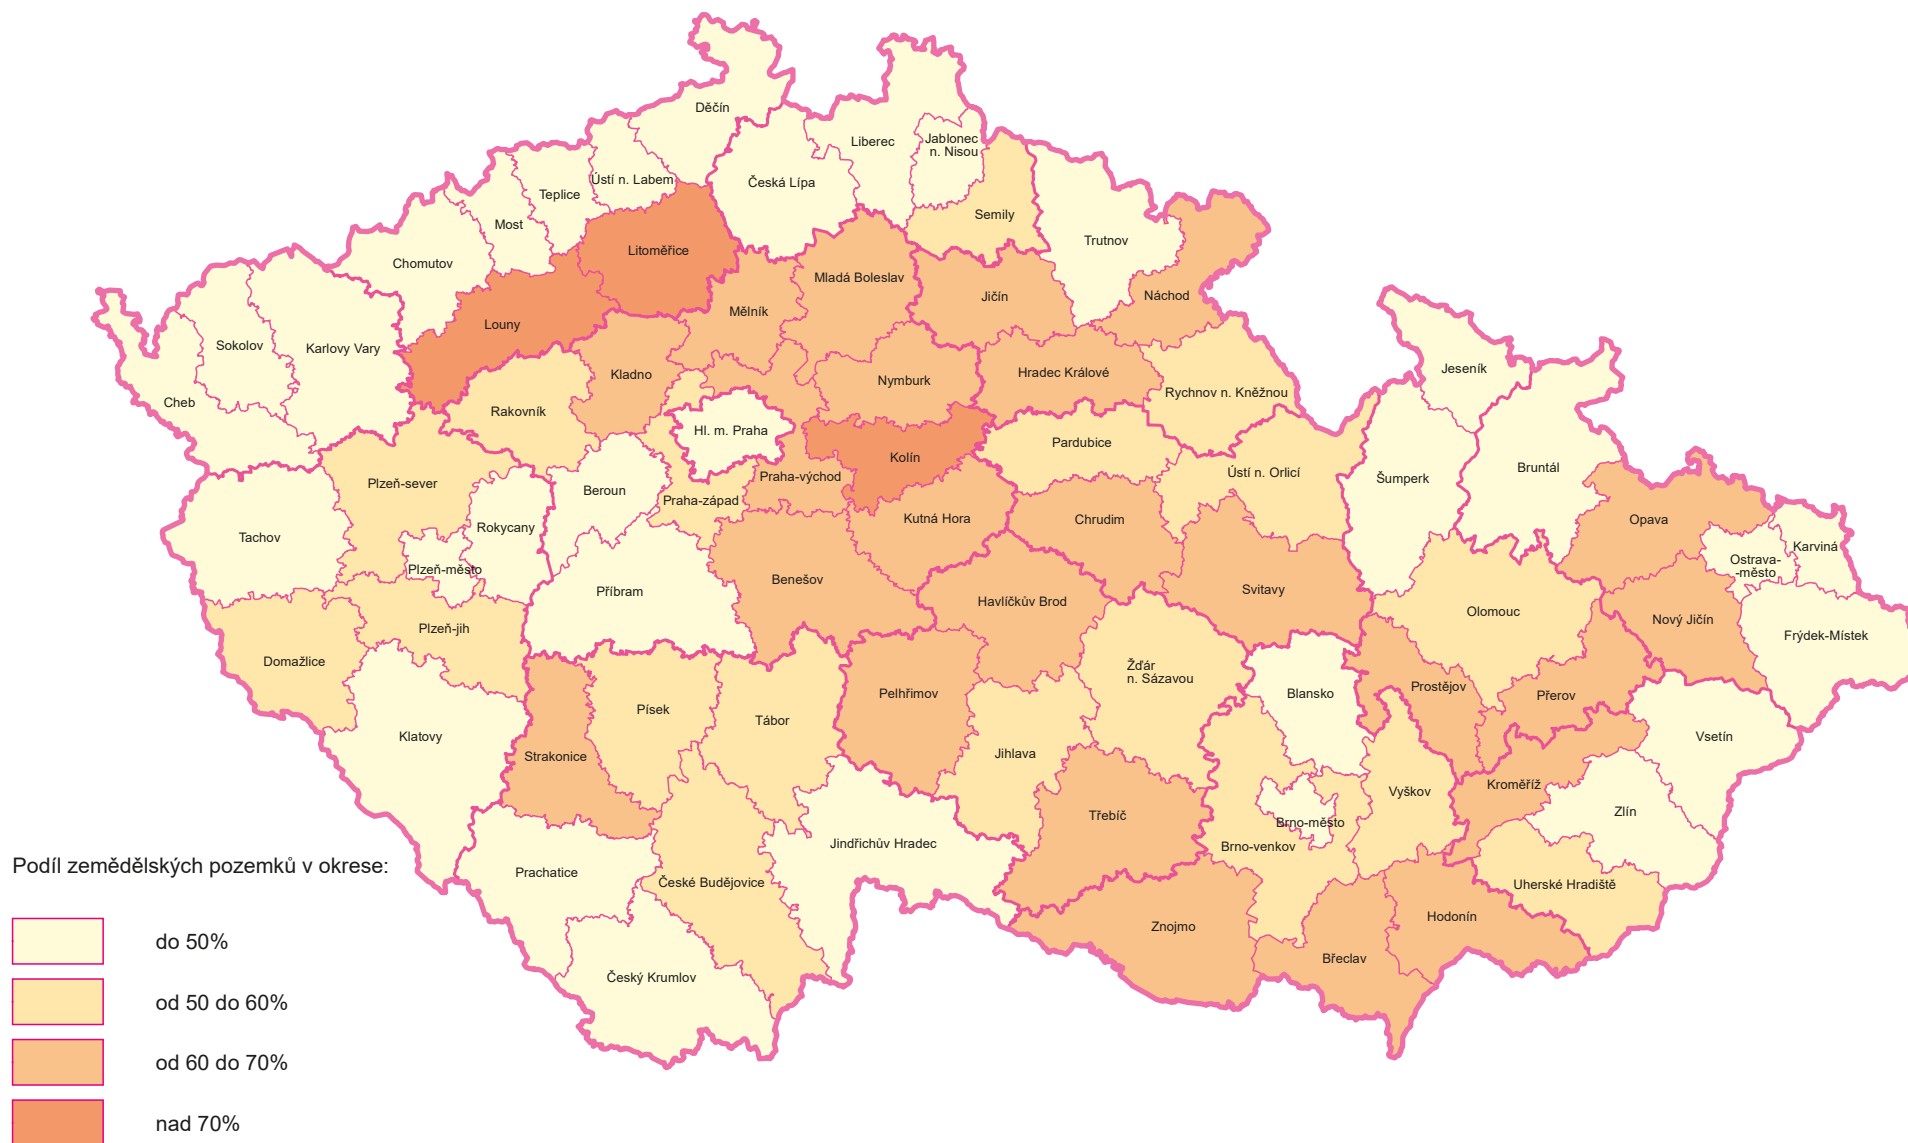 Děčín
Liberec
Jablonec
n. Nisou
Ústí n. Labem
Česká Lípa
Teplice
Most
Semily
Trutnov
Litoměřice
Chomutov
Mladá Boleslav
Jičín
Náchod
Mělník
Louny
Sokolov
Karlovy Vary
Jeseník
Kladno
Nymburk
Hradec Králové
Rychnov n. Kněžnou
Cheb
Rakovník
Hl. m. Praha
Pardubice
Kolín
Bruntál
Ústí n. Orlicí
Šumperk
Praha-východ
Plzeň-sever
Beroun
Praha-západ
Kutná Hora
Chrudim
Opava
Rokycany
Tachov
Karviná
Ostrava-
-město
Plzeň-město
Benešov
Příbram
Svitavy
Havlíčkův Brod
Olomouc
Nový Jičín
Plzeň-jih
Frýdek-Místek
Domažlice
Žďár
n. Sázavou
Pelhřimov
Blansko
Prostějov
Přerov
Písek
Tábor
Klatovy
Vsetín
Strakonice
Jihlava
Kroměříž
Vyškov
Zlín
Třebíč
Brno-město
Jindřichův Hradec
Brno-venkov
Podíl zemědělských pozemků v okrese:
Prachatice
České Budějovice
Uherské Hradiště
Hodonín
Znojmo
do 50%
Břeclav
Český Krumlov
od 50 do 60%
od 60 do 70%
nad 70%